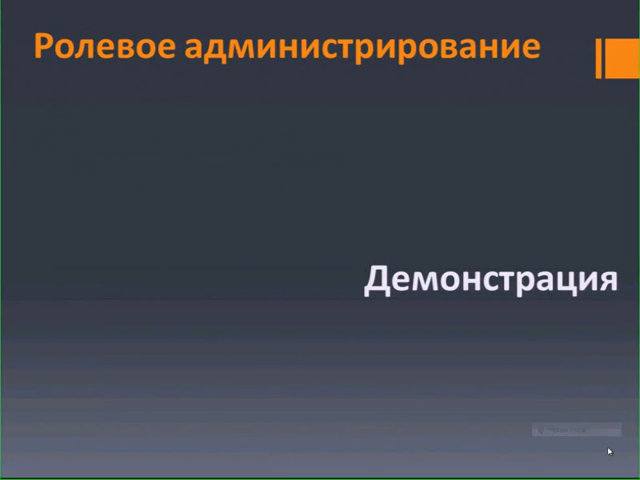 Ролевое администрирование
Демонстрация